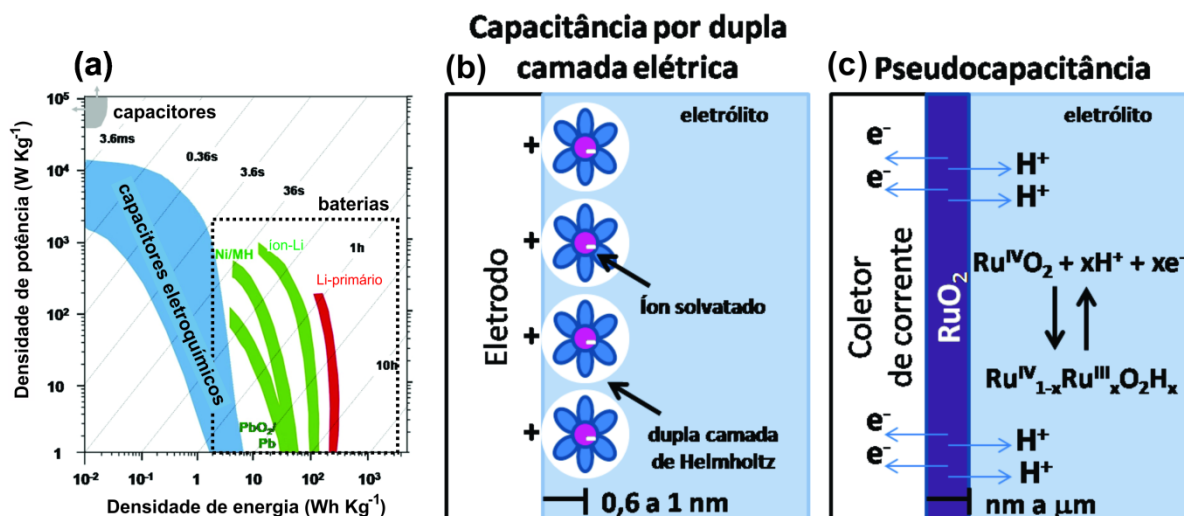 (a)
Densidade de potência (W Kg⁻¹)
10⁵
10⁴
10³
10²
10
1
capacitores
3.6ms
0.36s
3.6s
36s
baterias
1h
10h
capacitores eletroquímicos
Ni/MH
íon-Li
Li-primário
PbO₂/
Pb
10⁻²
10⁻¹
1
10
10²
10³
Densidade de energia (Wh Kg⁻¹)
Capacitância por dupla
(b) camada elétrica
Eletrodo
eletrólito
+
-
+
-
Íon solvatado
+
-
+
-
dupla camada
de Helmholtz
0,6 a 1 nm
(c) Pseudocapacitância
Coletor
de corrente
RuO₂
eletrólito
e⁻
H⁺
e⁻
H⁺
RuᴵⱽO₂ + xH⁺ + xe⁻
Ruᴵⱽ₁₋ₓRuᴵᴵᴵₓO₂Hₓ
e⁻
H⁺
e⁻
H⁺
nm a μm